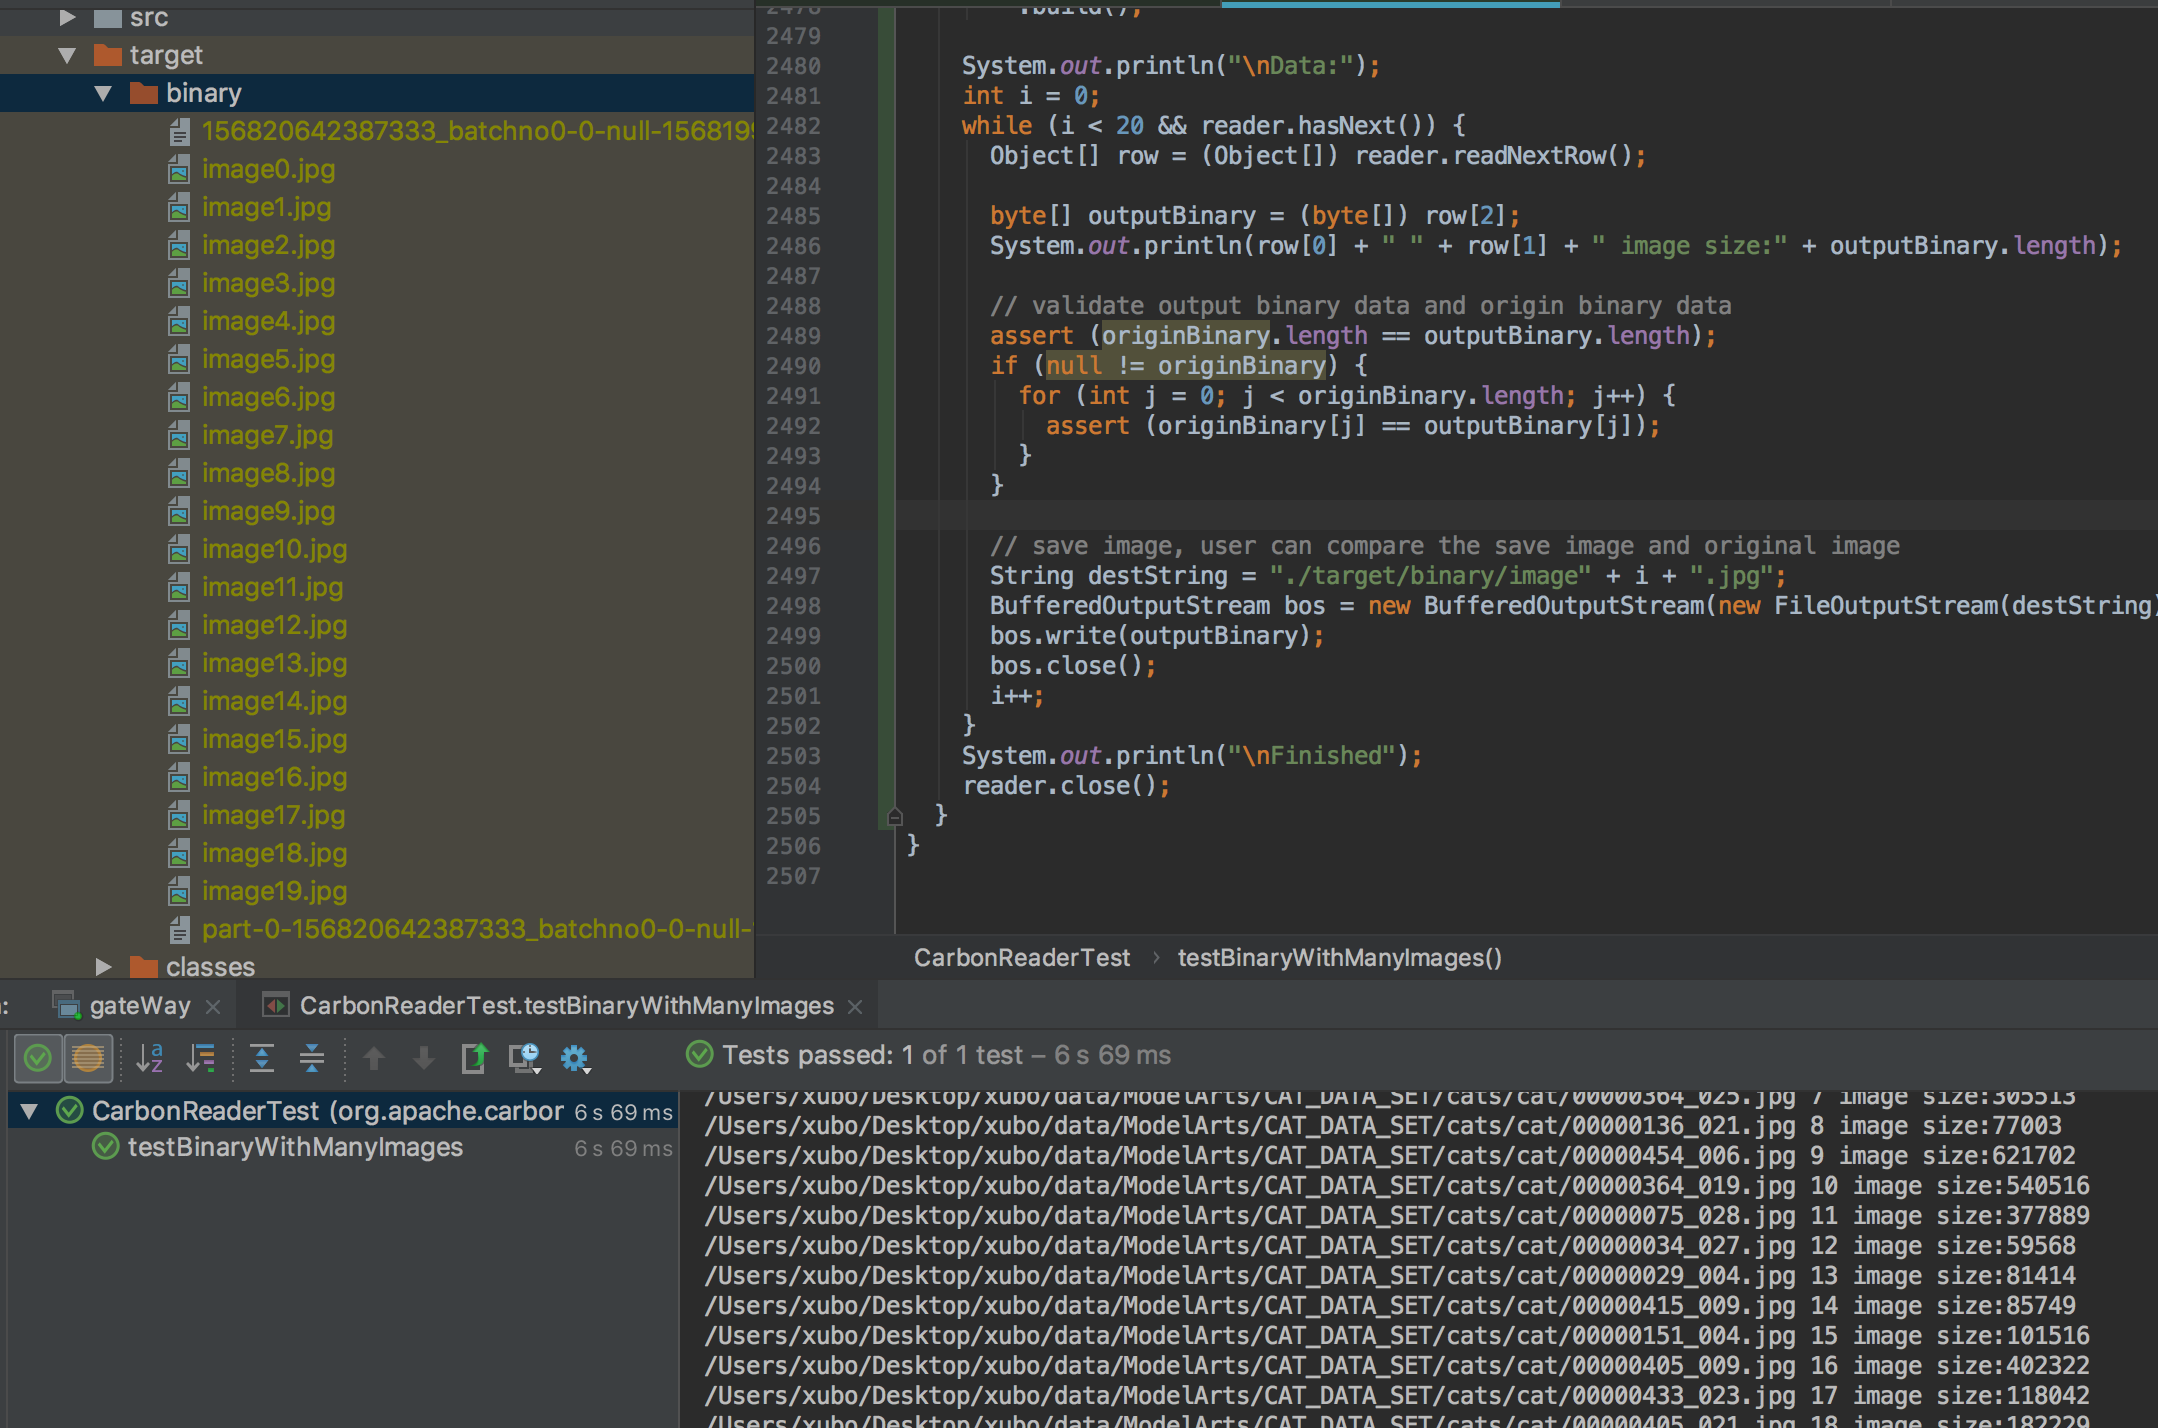 src
target
binary
156820642387333_batchno0-0-null-156819
image0.jpg
image1.jpg
image2.jpg
image3.jpg
image4.jpg
image5.jpg
image6.jpg
image7.jpg
image8.jpg
image9.jpg
image10.jpg
image11.jpg
image12.jpg
image13.jpg
image14.jpg
image15.jpg
image16.jpg
image17.jpg
image18.jpg
image19.jpg
part-0-156820642387333_batchno0-0-null-
classes
2478 .build();
2479
2480 System.out.println("\nData:");
2481 int i = 0;
2482 while (i < 20 && reader.hasNext()) {
2483 Object[] row = (Object[]) reader.readNextRow();
2484
2485 byte[] outputBinary = (byte[]) row[2];
2486 System.out.println(row[0] + " " + row[1] + " image size:" + outputBinary.length);
2487
2488 // validate output binary data and origin binary data
2489 assert (originBinary.length == outputBinary.length);
2490 if (null != originBinary) {
2491 for (int j = 0; j < originBinary.length; j++) {
2492 assert (originBinary[j] == outputBinary[j]);
2493 }
2494 }
2495
2496 // save image, user can compare the save image and original image
2497 String destString = "./target/binary/image" + i + ".jpg";
2498 BufferedOutputStream bos = new BufferedOutputStream(new FileOutputStream(destString)
2499 bos.write(outputBinary);
2500 bos.close();
2501 i++;
2502 }
2503 System.out.println("\nFinished");
2504 reader.close();
2505 }
2506 }
2507
CarbonReaderTest › testBinaryWithManyImages()
: gateWay × CarbonReaderTest.testBinaryWithManyImages ×
Tests passed: 1 of 1 test – 6 s 69 ms
CarbonReaderTest (org.apache.carbon 6 s 69 ms
testBinaryWithManyImages 6 s 69 ms
/Users/xubo/Desktop/xubo/data/ModelArts/CAT_DATA_SET/cats/cat/00000364_025.jpg 7 image size:305513
/Users/xubo/Desktop/xubo/data/ModelArts/CAT_DATA_SET/cats/cat/00000136_021.jpg 8 image size:77003
/Users/xubo/Desktop/xubo/data/ModelArts/CAT_DATA_SET/cats/cat/00000454_006.jpg 9 image size:621702
/Users/xubo/Desktop/xubo/data/ModelArts/CAT_DATA_SET/cats/cat/00000364_019.jpg 10 image size:540516
/Users/xubo/Desktop/xubo/data/ModelArts/CAT_DATA_SET/cats/cat/00000075_028.jpg 11 image size:377889
/Users/xubo/Desktop/xubo/data/ModelArts/CAT_DATA_SET/cats/cat/00000034_027.jpg 12 image size:59568
/Users/xubo/Desktop/xubo/data/ModelArts/CAT_DATA_SET/cats/cat/00000029_004.jpg 13 image size:81414
/Users/xubo/Desktop/xubo/data/ModelArts/CAT_DATA_SET/cats/cat/00000415_009.jpg 14 image size:85749
/Users/xubo/Desktop/xubo/data/ModelArts/CAT_DATA_SET/cats/cat/00000151_004.jpg 15 image size:101516
/Users/xubo/Desktop/xubo/data/ModelArts/CAT_DATA_SET/cats/cat/00000405_009.jpg 16 image size:402322
/Users/xubo/Desktop/xubo/data/ModelArts/CAT_DATA_SET/cats/cat/00000433_023.jpg 17 image size:118042
/Users/xubo/Desktop/xubo/data/ModelArts/CAT_DATA_SET/cats/cat/00000405_021.jpg 18 image